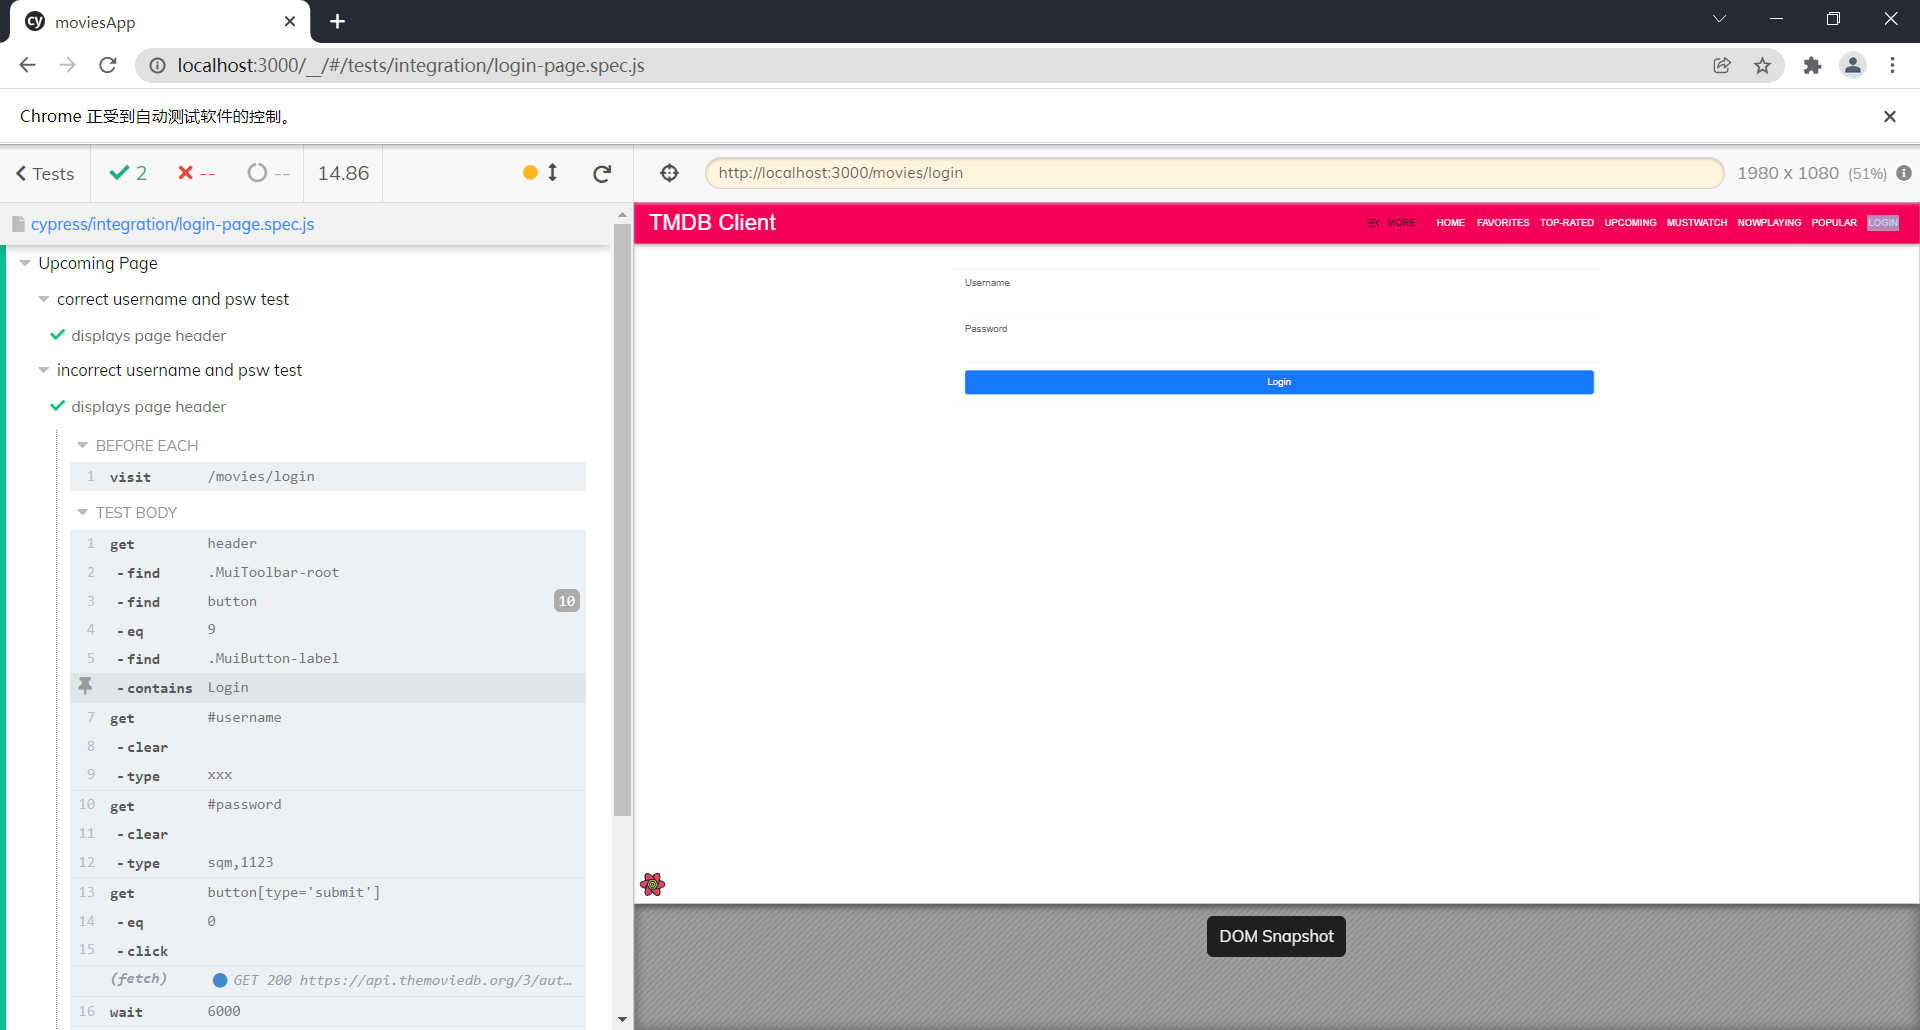 cy moviesApp
localhost:3000/__/#/tests/integration/login-page.spec.js
Chrome 正受到自动测试软件的控制。
Tests 2 -- -- 14.86
http://localhost:3000/movies/login 1980 x 1080 (51%)
cypress/integration/login-page.spec.js
Upcoming Page
correct username and psw test
displays page header
incorrect username and psw test
displays page header
BEFORE EACH
1 visit /movies/login
TEST BODY
1 get header
2 -find .MuiToolbar-root
3 -find button 10
4 -eq 9
5 -find .MuiButton-label
-contains Login
7 get #username
8 -clear
9 -type xxx
10 get #password
11 -clear
12 -type sqm,1123
13 get button[type='submit']
14 -eq 0
15 -click
(fetch) GET 200 https://api.themoviedb.org/3/aut…
16 wait 6000
TMDB Client MORE HOME FAVORITES TOP-RATED UPCOMING MUSTWATCH NOWPLAYING POPULAR LOGIN
Username
Password
Login
DOM Snapshot